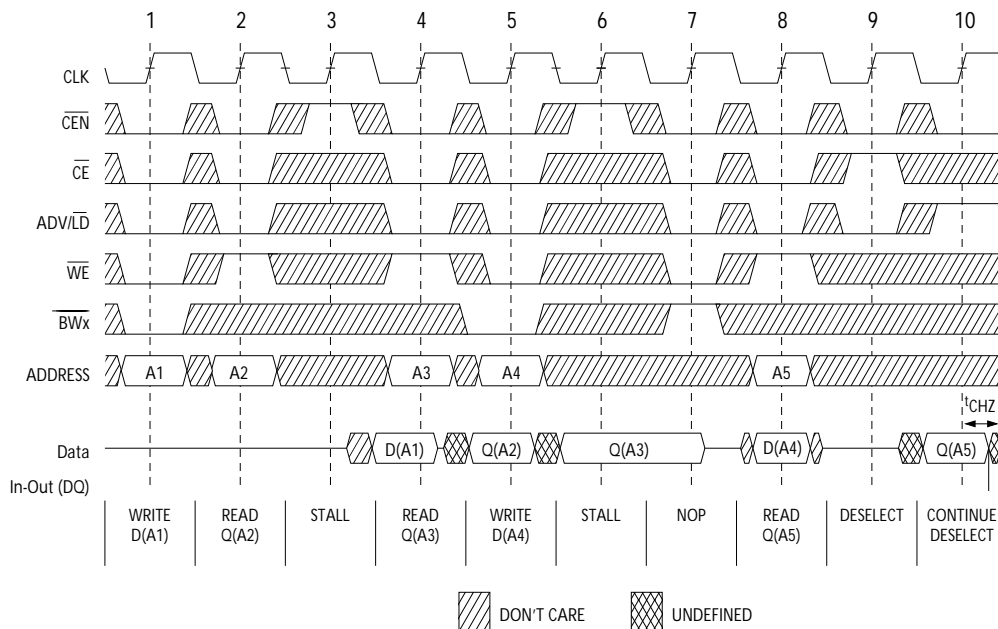 1 2 3 4 5 6 7 8 9 10
CLK
CEN
CE
ADV/LD
WE
BWx
ADDRESS A1 A2 A3 A4 A5
tCHZ
Data D(A1) Q(A2) Q(A3) D(A4) Q(A5)
In-Out (DQ)
WRITE READ STALL READ WRITE STALL NOP READ DESELECT CONTINUE
D(A1) Q(A2) Q(A3) D(A4) Q(A5) DESELECT
DON'T CARE UNDEFINED